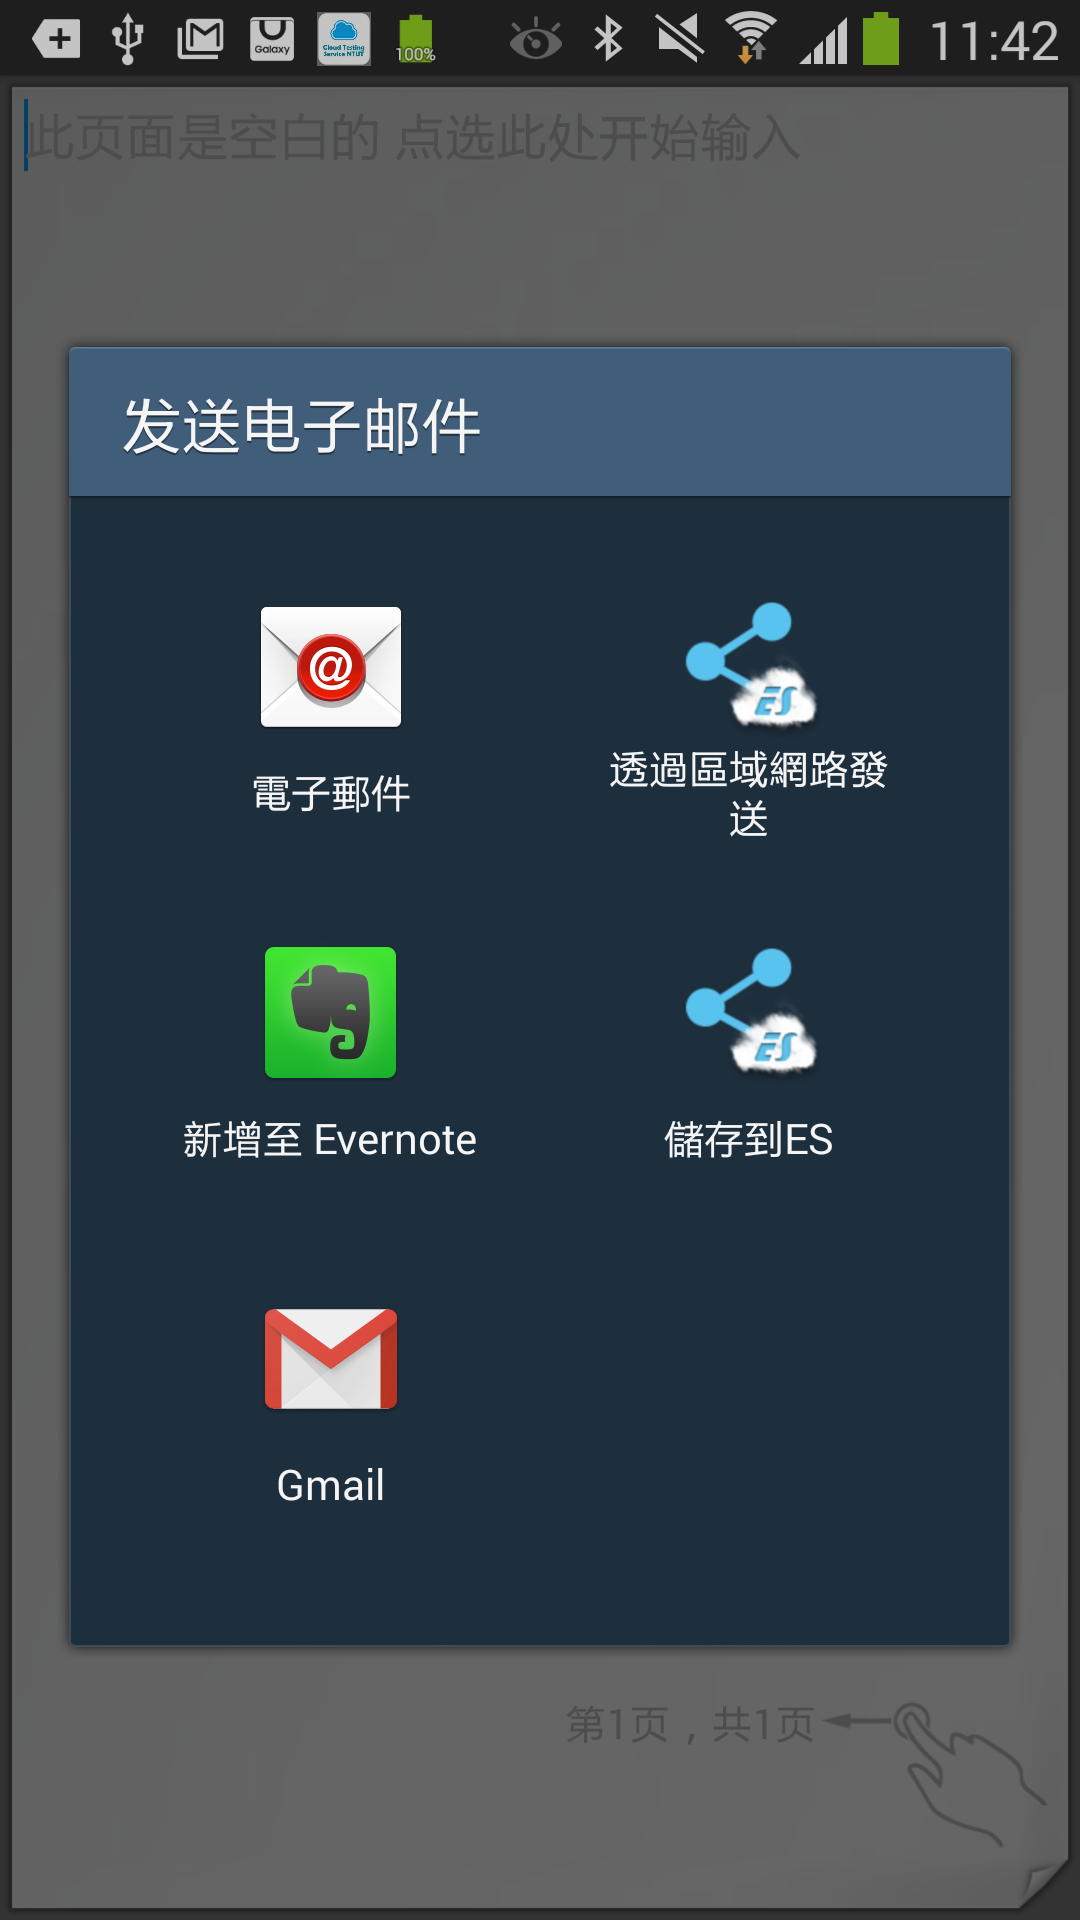 Galaxy
Cloud Testing
Service NTUT
100%
11:42
此页面是空白的 点选此处开始输入
发送电子邮件
@
電子郵件
ES
透過區域網路發
送
新增至 Evernote
ES
儲存到ES
Gmail
第1页，共1页